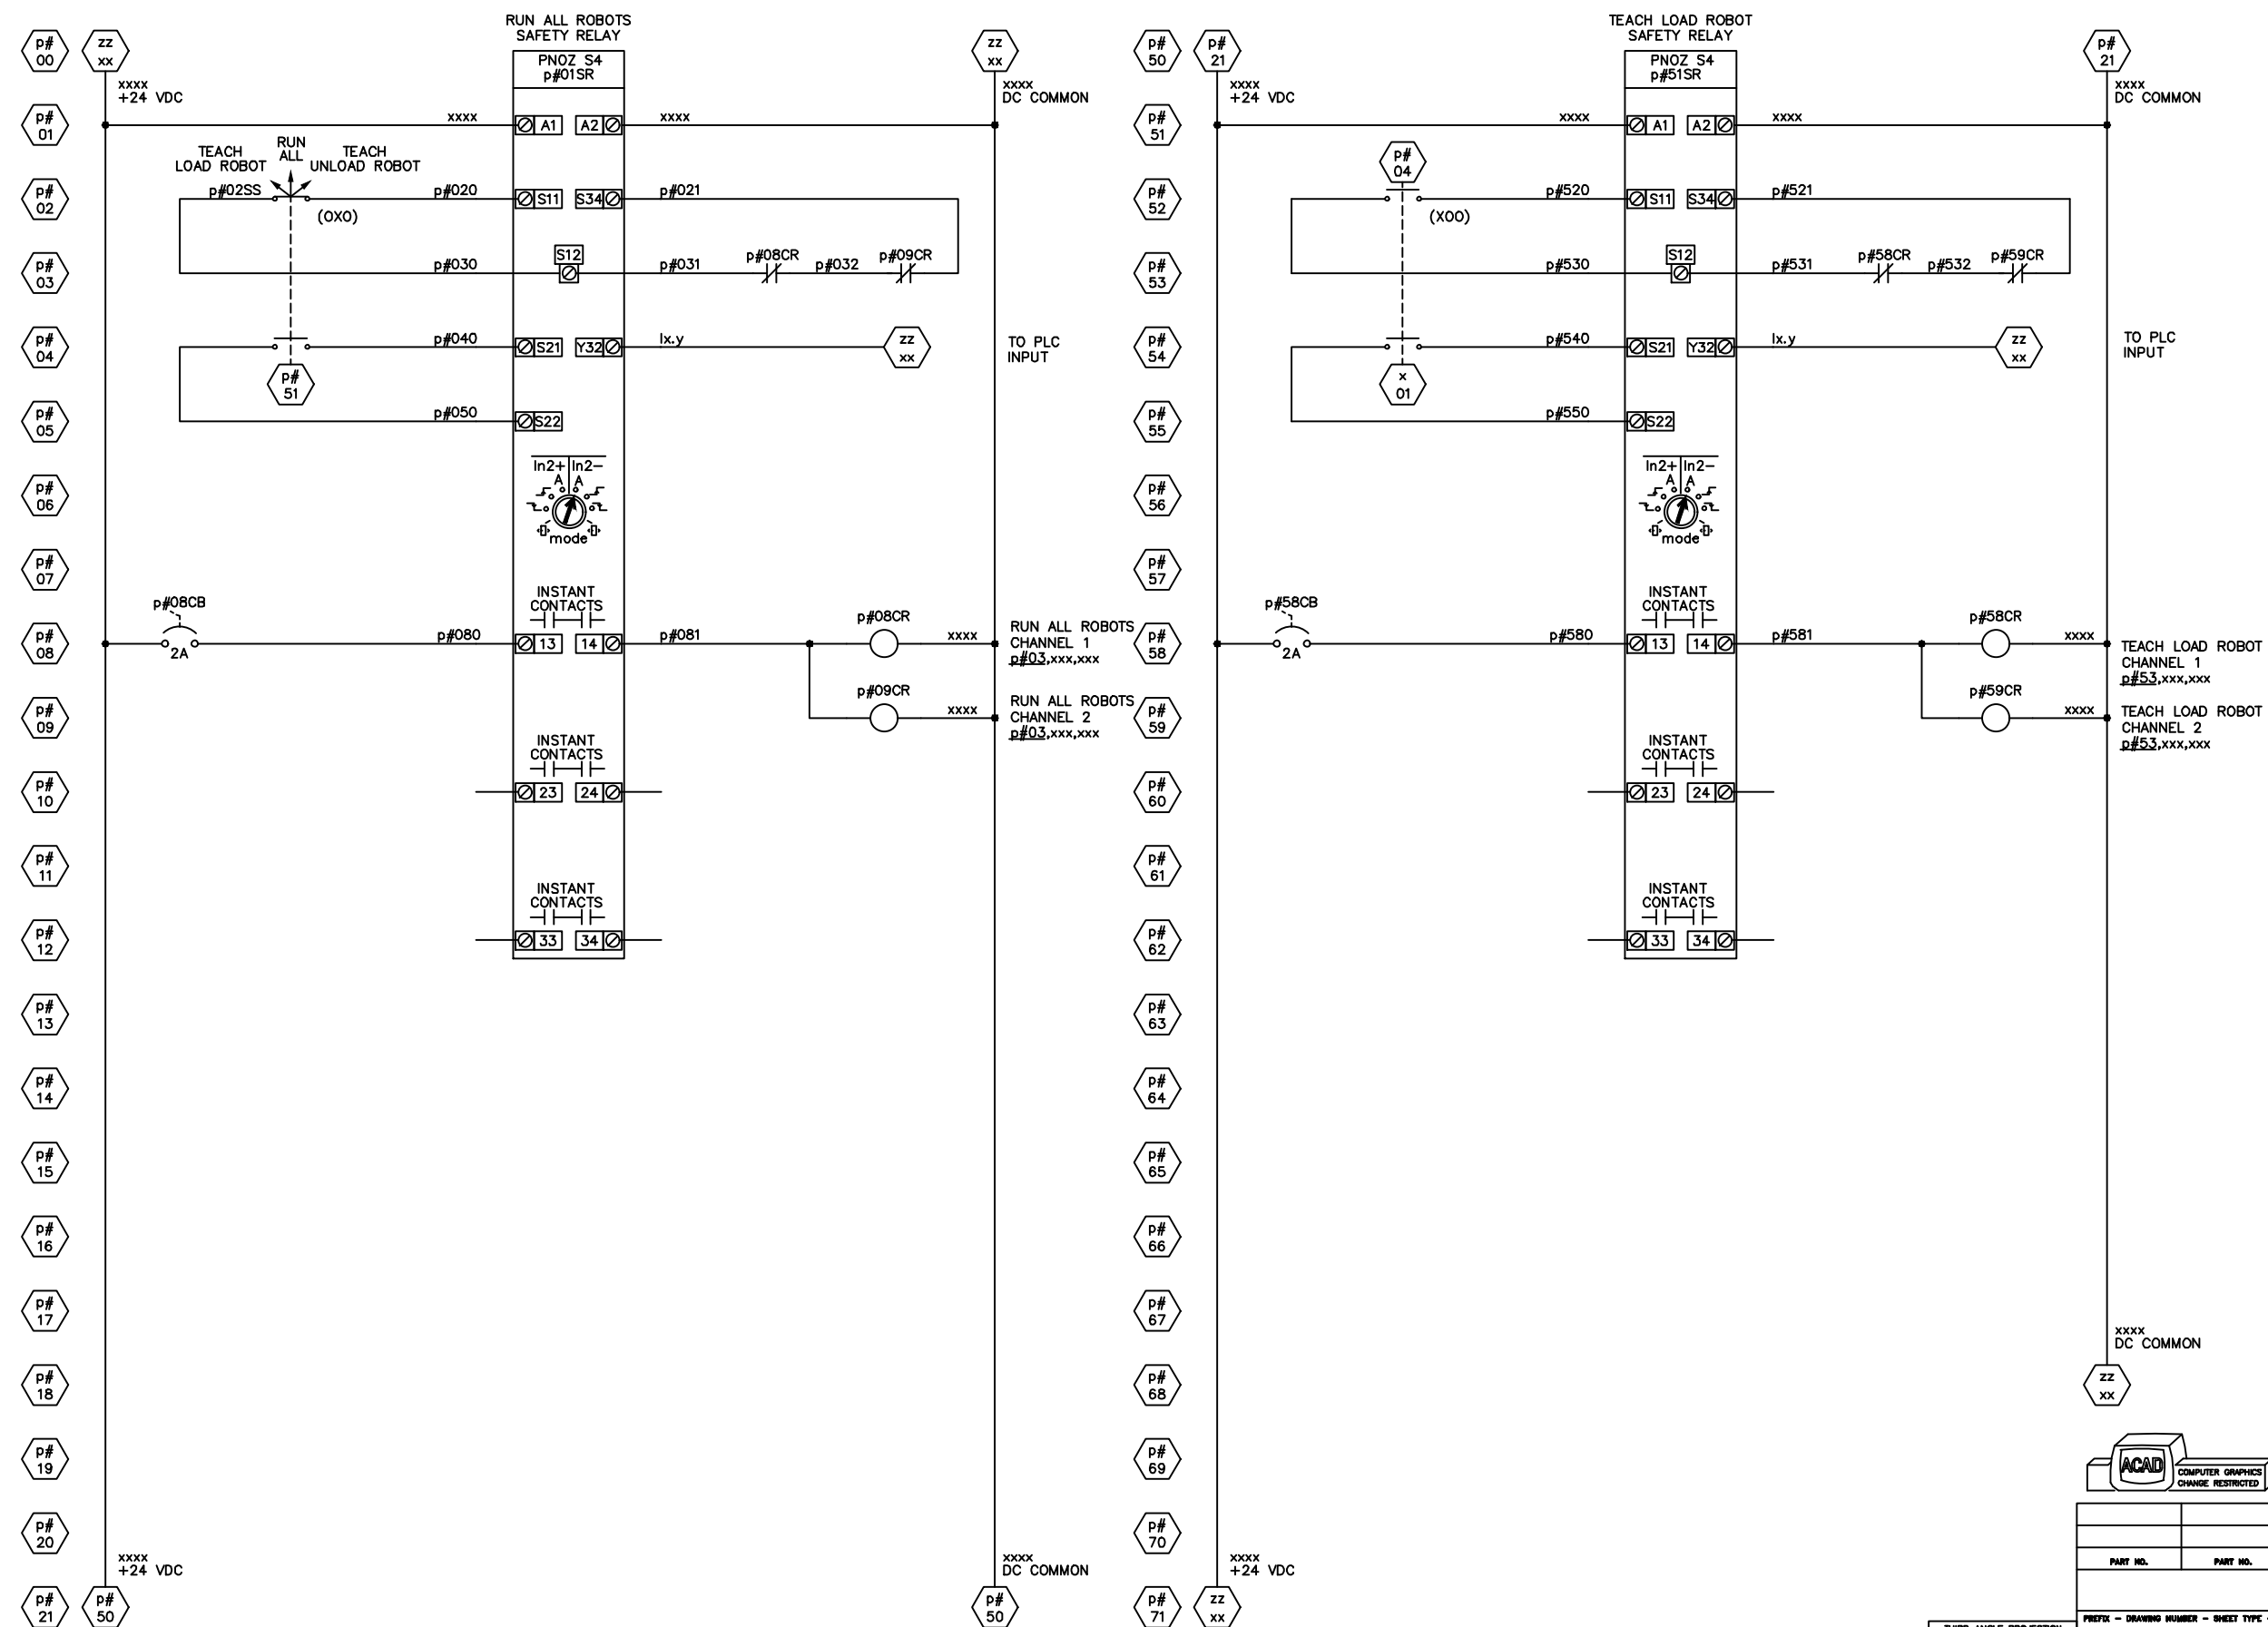 RUN ALL ROBOTS
SAFETY RELAY
PNOZ S4
p#01SR
p#
00
zz
xx
zz
xx
xxxx
+24 VDC
xxxx
DC COMMON
p#
01
xxxx
A1
A2
xxxx
TEACH
LOAD ROBOT
RUN
ALL
TEACH
UNLOAD ROBOT
p#
02
p#02SS
(OXO)
p#020
S11
S34
p#021
p#
03
p#030
S12
p#031
p#08CR
p#032
p#09CR
p#
04
p#040
S21
Y32
Ix.y
zz
xx
TO PLC
INPUT
p#
51
p#
05
p#050
S22
p#
06
In2+
In2-
A
A
mode
p#
07
INSTANT
CONTACTS
p#
08
p#08CB
2A
p#080
13
14
p#081
p#08CR
xxxx
RUN ALL ROBOTS
CHANNEL 1
p#03,xxx,xxx
p#
09
p#09CR
xxxx
RUN ALL ROBOTS
CHANNEL 2
p#03,xxx,xxx
INSTANT
CONTACTS
p#
10
23
24
p#
11
INSTANT
CONTACTS
p#
12
33
34
p#
13
p#
14
p#
15
p#
16
p#
17
p#
18
p#
19
p#
20
xxxx
+24 VDC
xxxx
DC COMMON
p#
21
p#
50
p#
50
TEACH LOAD ROBOT
SAFETY RELAY
PNOZ S4
p#51SR
p#
50
p#
21
p#
21
xxxx
+24 VDC
xxxx
DC COMMON
p#
51
xxxx
A1
A2
xxxx
p#
04
p#
52
(XOO)
p#520
S11
S34
p#521
p#
53
p#530
S12
p#531
p#58CR
p#532
p#59CR
p#
54
p#540
S21
Y32
Ix.y
zz
xx
TO PLC
INPUT
x
01
p#
55
p#550
S22
p#
56
In2+
In2-
A
A
mode
p#
57
INSTANT
CONTACTS
p#
58
p#58CB
2A
p#580
13
14
p#581
p#58CR
xxxx
TEACH LOAD ROBOT
CHANNEL 1
p#53,xxx,xxx
p#
59
p#59CR
xxxx
TEACH LOAD ROBOT
CHANNEL 2
p#53,xxx,xxx
INSTANT
CONTACTS
p#
60
23
24
p#
61
INSTANT
CONTACTS
p#
62
33
34
p#
63
p#
64
p#
65
p#
66
p#
67
xxxx
DC COMMON
p#
68
zz
xx
p#
69
ACAD
COMPUTER GRAPHICS
CHANGE RESTRICTED
p#
70
PART NO.
PART NO.
xxxx
+24 VDC
p#
71
zz
xx
PREFIX - DRAWING NUMBER - SHEET TYPE
THIRD ANGLE PROJECTION